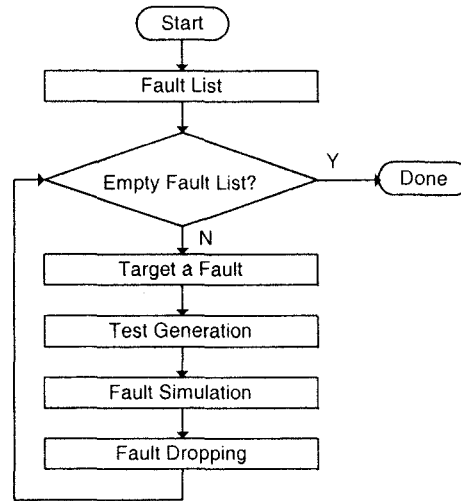 Start
Fault List
Empty Fault List?
Y
Done
N
Target a Fault
Test Generation
Fault Simulation
Fault Dropping